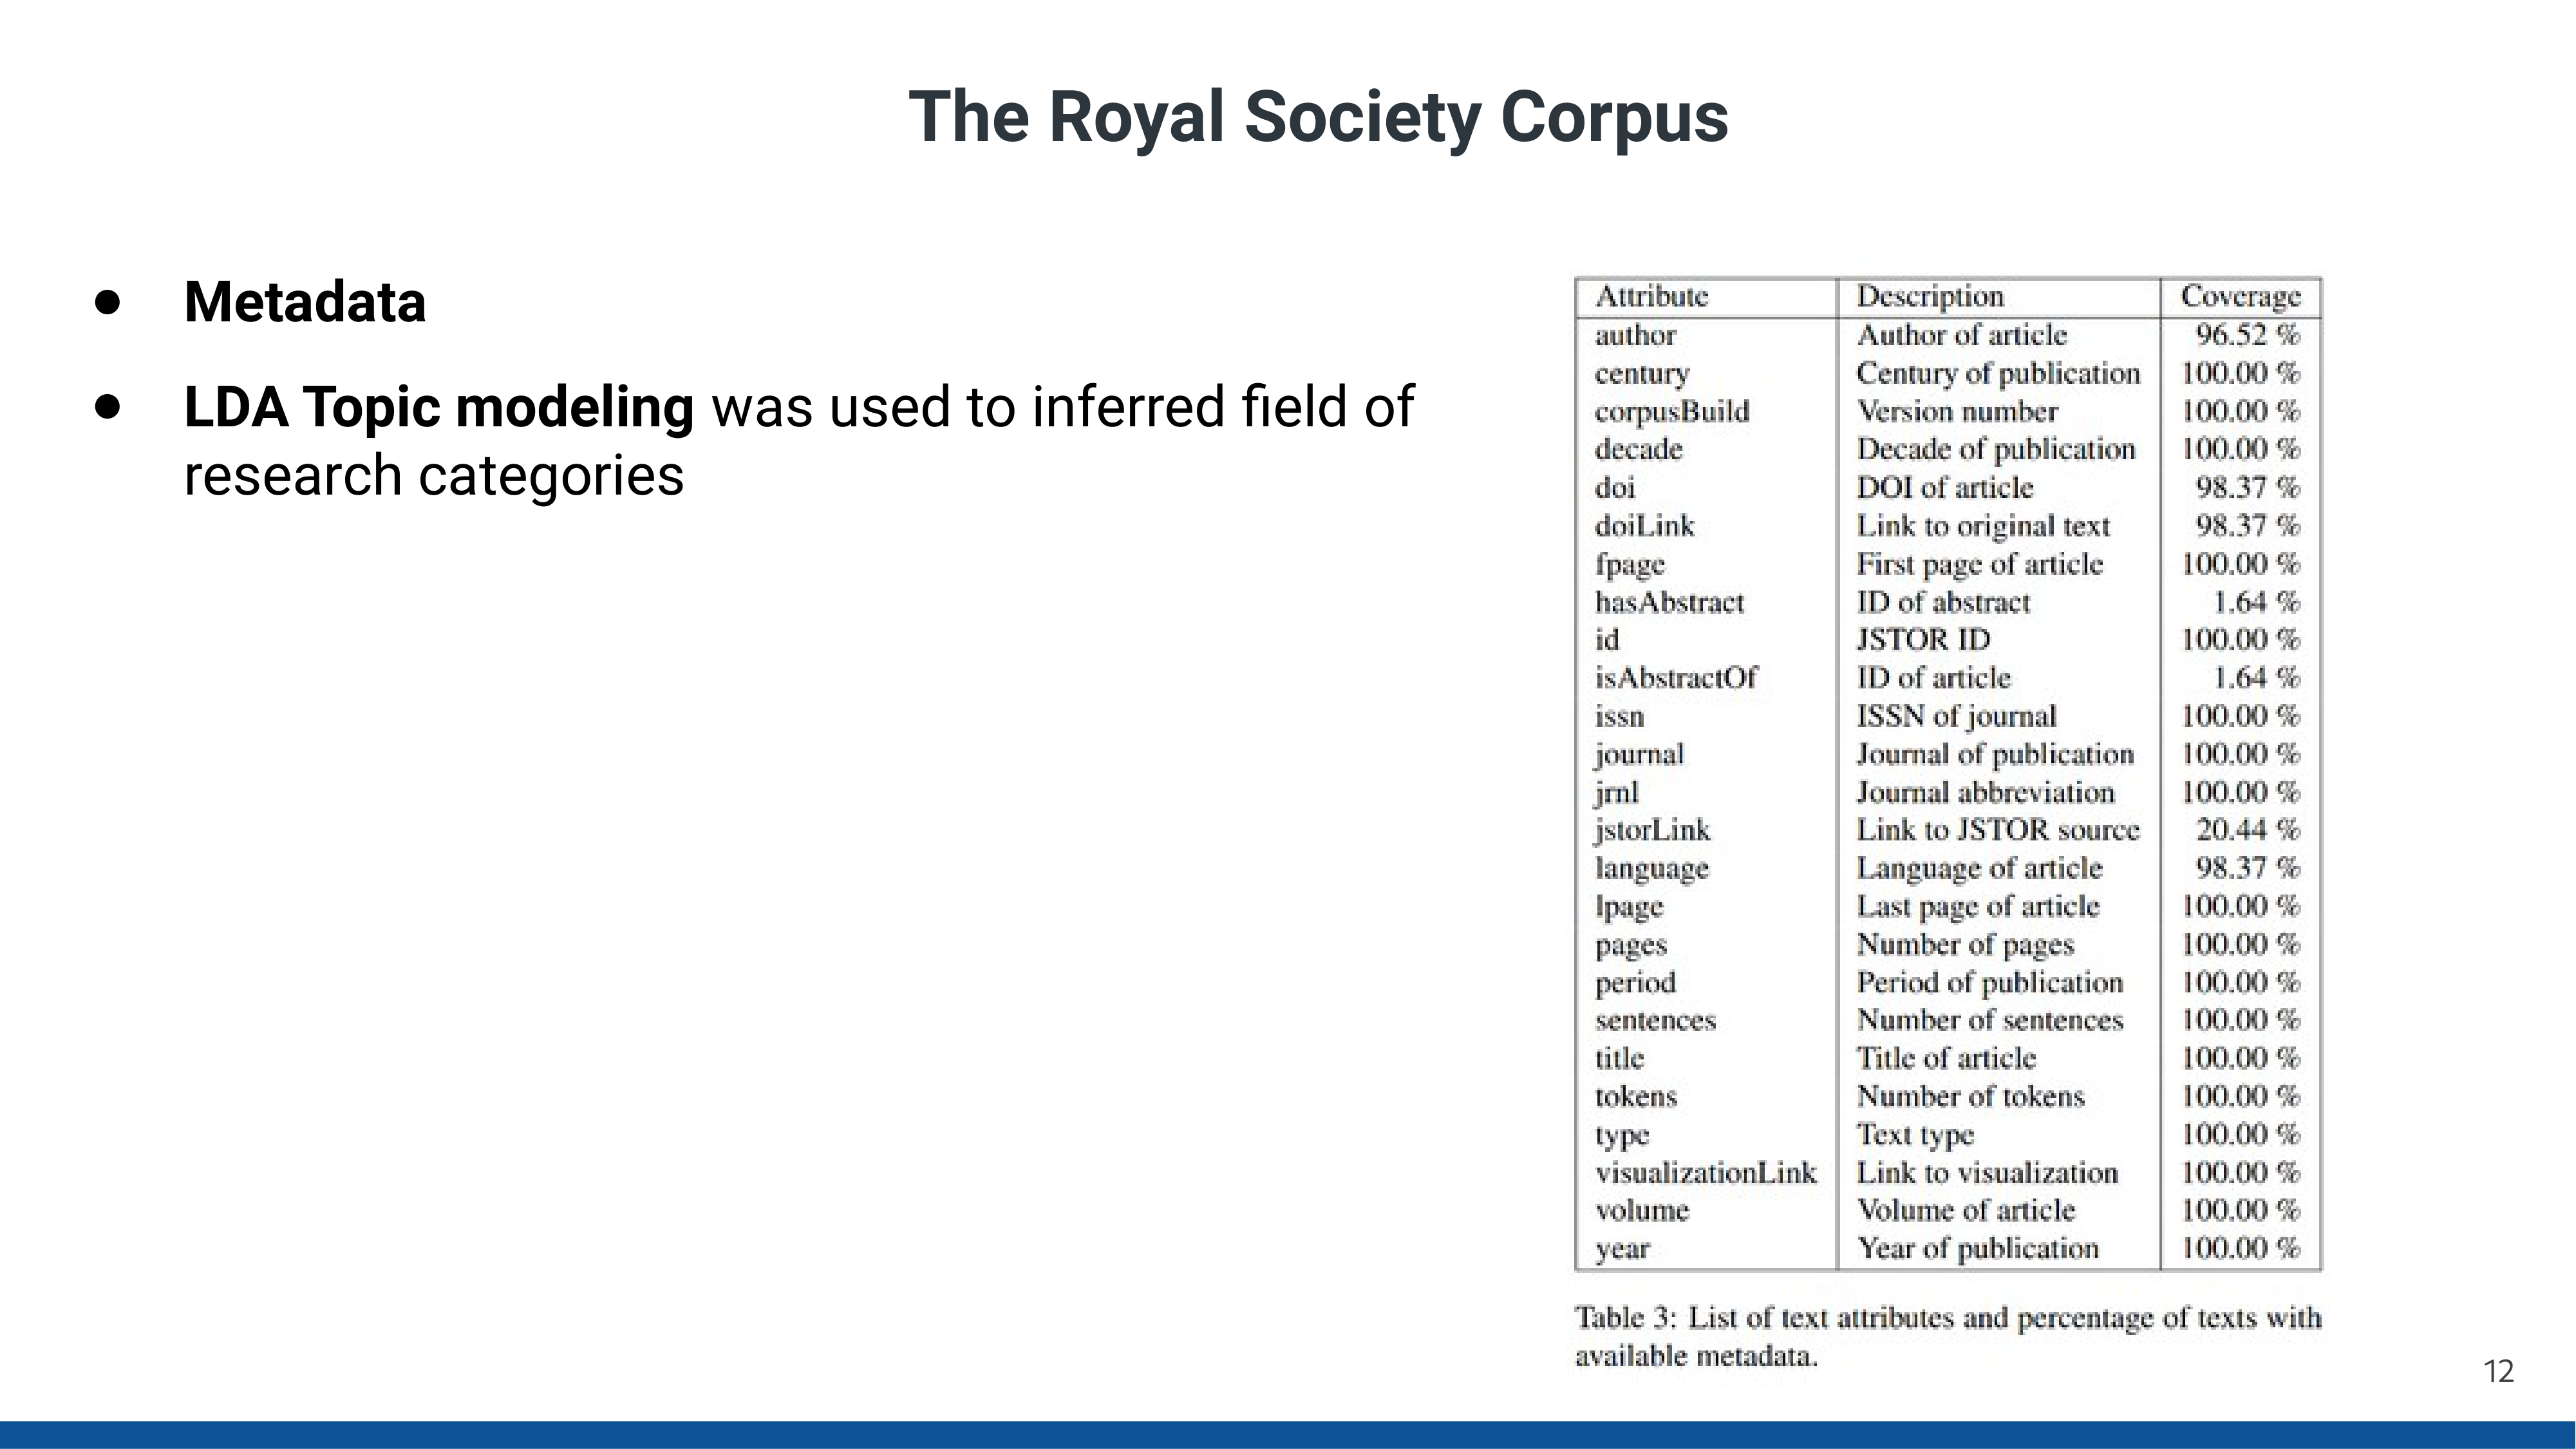 The Royal Society Corpus
● Metadata
● LDA Topic modeling was used to inferred field of
research categories
Attribute Description Coverage
author Author of article 96.52 %
century Century of publication 100.00 %
corpusBuild Version number 100.00 %
decade Decade of publication 100.00 %
doi DOI of article 98.37 %
doiLink Link to original text 98.37 %
fpage First page of article 100.00 %
hasAbstract ID of abstract 1.64 %
id JSTOR ID 100.00 %
isAbstractOf ID of article 1.64 %
issn ISSN of journal 100.00 %
journal Journal of publication 100.00 %
jrnl Journal abbreviation 100.00 %
jstorLink Link to JSTOR source 20.44 %
language Language of article 98.37 %
lpage Last page of article 100.00 %
pages Number of pages 100.00 %
period Period of publication 100.00 %
sentences Number of sentences 100.00 %
title Title of article 100.00 %
tokens Number of tokens 100.00 %
type Text type 100.00 %
visualizationLink Link to visualization 100.00 %
volume Volume of article 100.00 %
year Year of publication 100.00 %
Table 3: List of text attributes and percentage of texts with
available metadata.
12